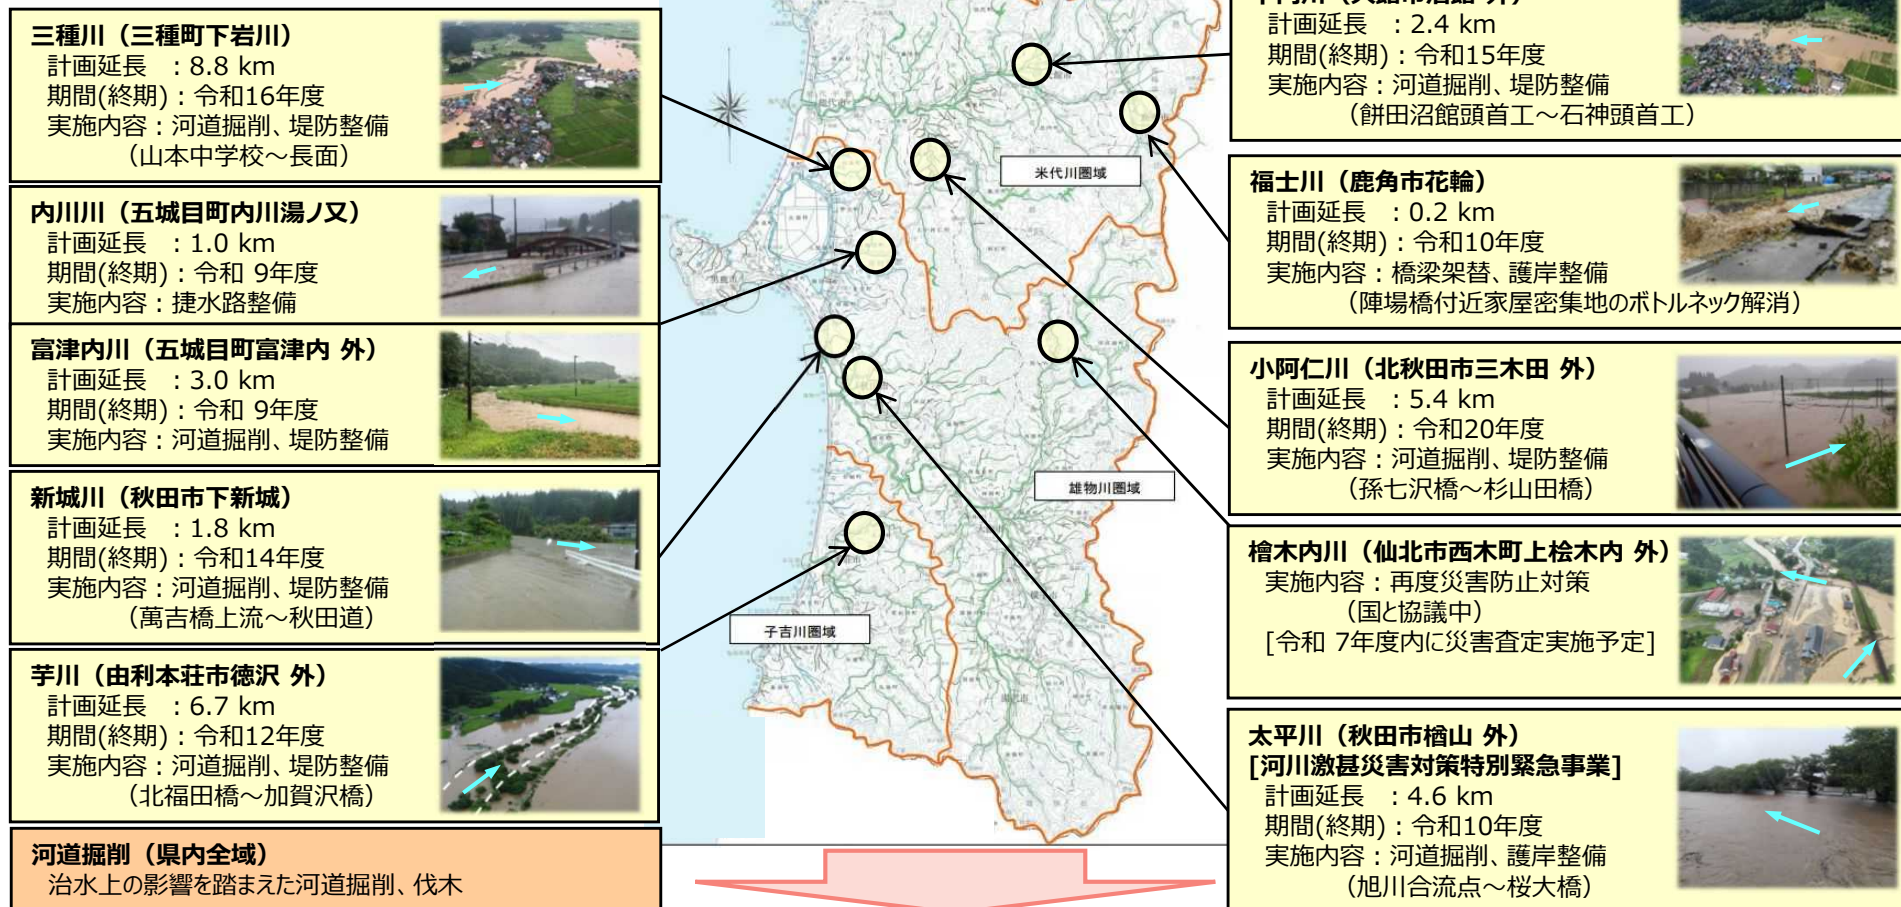 三種川（三種町下岩川）
計画延長　：8.8 km
期間(終期)：令和16年度
実施内容：河道掘削、堤防整備
（山本中学校～長面）
内川川（五城目町内川湯ノ又）
計画延長　：1.0 km
期間(終期)：令和 9年度
実施内容：捷水路整備
富津内川（五城目町富津内 外）
計画延長　：3.0 km
期間(終期)：令和 9年度
実施内容：河道掘削、堤防整備
新城川（秋田市下新城）
計画延長　：1.8 km
期間(終期)：令和14年度
実施内容：河道掘削、堤防整備
（萬吉橋上流～秋田道）
芋川（由利本荘市徳沢 外）
計画延長　：6.7 km
期間(終期)：令和12年度
実施内容：河道掘削、堤防整備
（北福田橋～加賀沢橋）
河道掘削（県内全域）
治水上の影響を踏まえた河道掘削、伐木
米代川圏域
雄物川圏域
子吉川圏域
計画延長　：2.4 km
期間(終期)：令和15年度
実施内容：河道掘削、堤防整備
（餅田沼館頭首工～石神頭首工）
福士川（鹿角市花輪）
計画延長　：0.2 km
期間(終期)：令和10年度
実施内容：橋梁架替、護岸整備
（陣場橋付近家屋密集地のボトルネック解消）
小阿仁川（北秋田市三木田 外）
計画延長　：5.4 km
期間(終期)：令和20年度
実施内容：河道掘削、堤防整備
（孫七沢橋～杉山田橋）
檜木内川（仙北市西木町上桧木内 外）
実施内容：再度災害防止対策
（国と協議中）
[令和 7年度内に災害査定実施予定]
太平川（秋田市楢山 外）
[河川激甚災害対策特別緊急事業]
計画延長　：4.6 km
期間(終期)：令和10年度
実施内容：河道掘削、護岸整備
（旭川合流点～桜大橋）